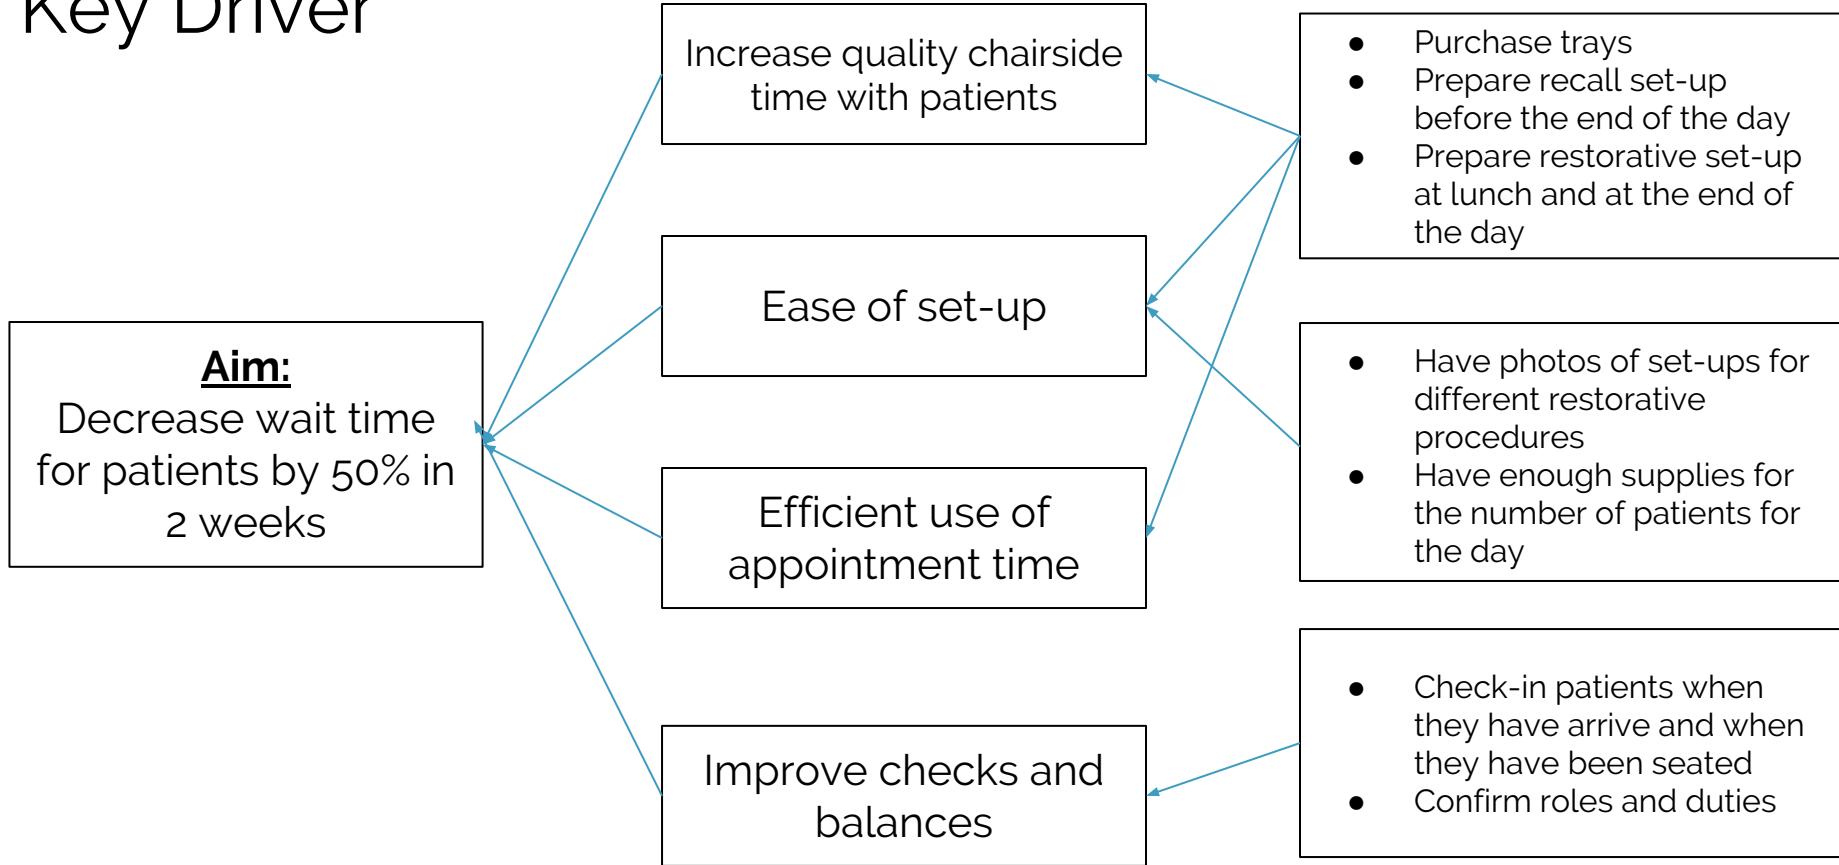 Key Driver
Aim:
Decrease wait time
for patients by 50% in
2 weeks
Increase quality chairside
time with patients
Ease of set-up
Efficient use of
appointment time
Improve checks and
balances
● Purchase trays
● Prepare recall set-up
before the end of the day
● Prepare restorative set-up
at lunch and at the end of
the day
● Have photos of set-ups for
different restorative
procedures
● Have enough supplies for
the number of patients for
the day
● Check-in patients when
they have arrive and when
they have been seated
● Confirm roles and duties